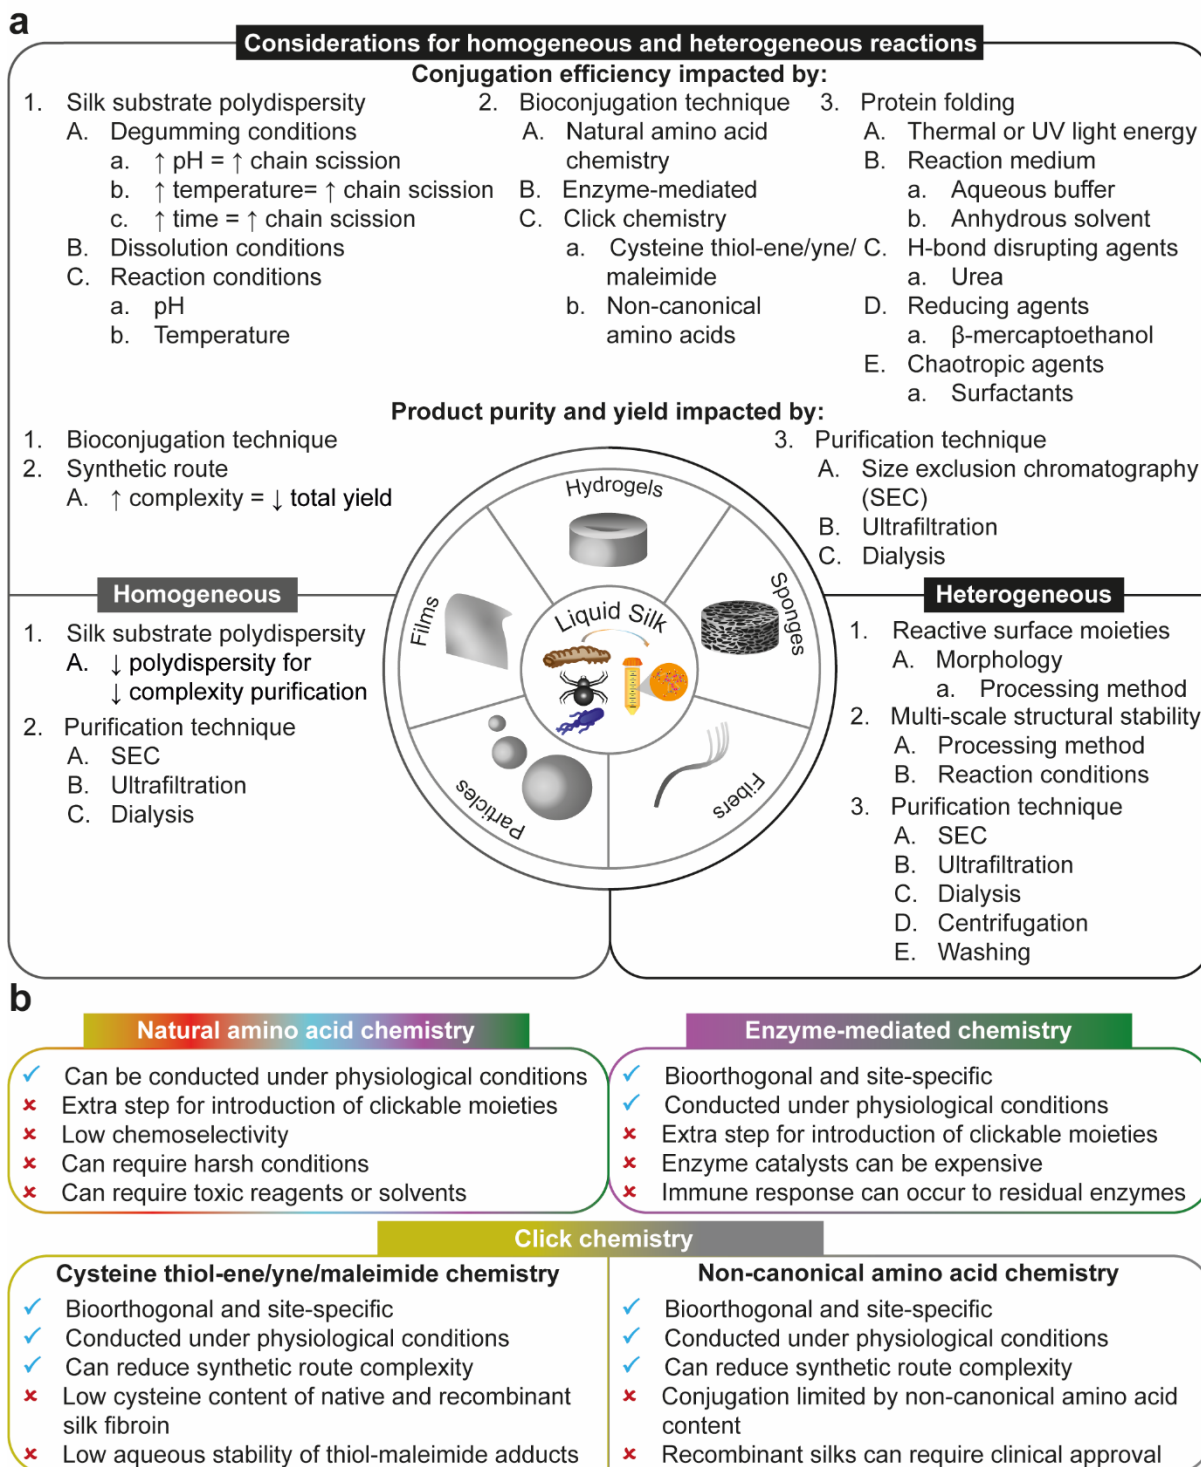 a
Considerations for homogeneous and heterogeneous reactions
Conjugation efficiency impacted by:
1. Silk substrate polydispersity
A. Degumming conditions
a. ↑ pH = ↑ chain scission
b. ↑ temperature= ↑ chain scission
c. ↑ time = ↑ chain scission
B. Dissolution conditions
C. Reaction conditions
a. pH
b. Temperature
2. Bioconjugation technique
A. Natural amino acid
chemistry
B. Enzyme-mediated
C. Click chemistry
a. Cysteine thiol-ene/yne/
maleimide
b. Non-canonical
amino acids
3. Protein folding
A. Thermal or UV light energy
B. Reaction medium
a. Aqueous buffer
b. Anhydrous solvent
C. H-bond disrupting agents
a. Urea
D. Reducing agents
a. β-mercaptoethanol
E. Chaotropic agents
a. Surfactants
Product purity and yield impacted by:
1. Bioconjugation technique
2. Synthetic route
A. ↑ complexity = ↓ total yield
3. Purification technique
A. Size exclusion chromatography
(SEC)
B. Ultrafiltration
C. Dialysis
Hydrogels
Films
Sponges
Liquid Silk
Particles
Fibers
Homogeneous
1. Silk substrate polydispersity
A. ↓ polydispersity for
↓ complexity purification
2. Purification technique
A. SEC
B. Ultrafiltration
C. Dialysis
Heterogeneous
1. Reactive surface moieties
A. Morphology
a. Processing method
2. Multi-scale structural stability
A. Processing method
B. Reaction conditions
3. Purification technique
A. SEC
B. Ultrafiltration
C. Dialysis
D. Centrifugation
E. Washing
b
Natural amino acid chemistry
✓ Can be conducted under physiological conditions
✗ Extra step for introduction of clickable moieties
✗ Low chemoselectivity
✗ Can require harsh conditions
✗ Can require toxic reagents or solvents
Enzyme-mediated chemistry
✓ Bioorthogonal and site-specific
✓ Conducted under physiological conditions
✗ Extra step for introduction of clickable moieties
✗ Enzyme catalysts can be expensive
✗ Immune response can occur to residual enzymes
Click chemistry
Cysteine thiol-ene/yne/maleimide chemistry
✓ Bioorthogonal and site-specific
✓ Conducted under physiological conditions
✓ Can reduce synthetic route complexity
✗ Low cysteine content of native and recombinant
silk fibroin
✗ Low aqueous stability of thiol-maleimide adducts
Non-canonical amino acid chemistry
✓ Bioorthogonal and site-specific
✓ Conducted under physiological conditions
✓ Can reduce synthetic route complexity
✗ Conjugation limited by non-canonical amino acid
content
✗ Recombinant silks can require clinical approval